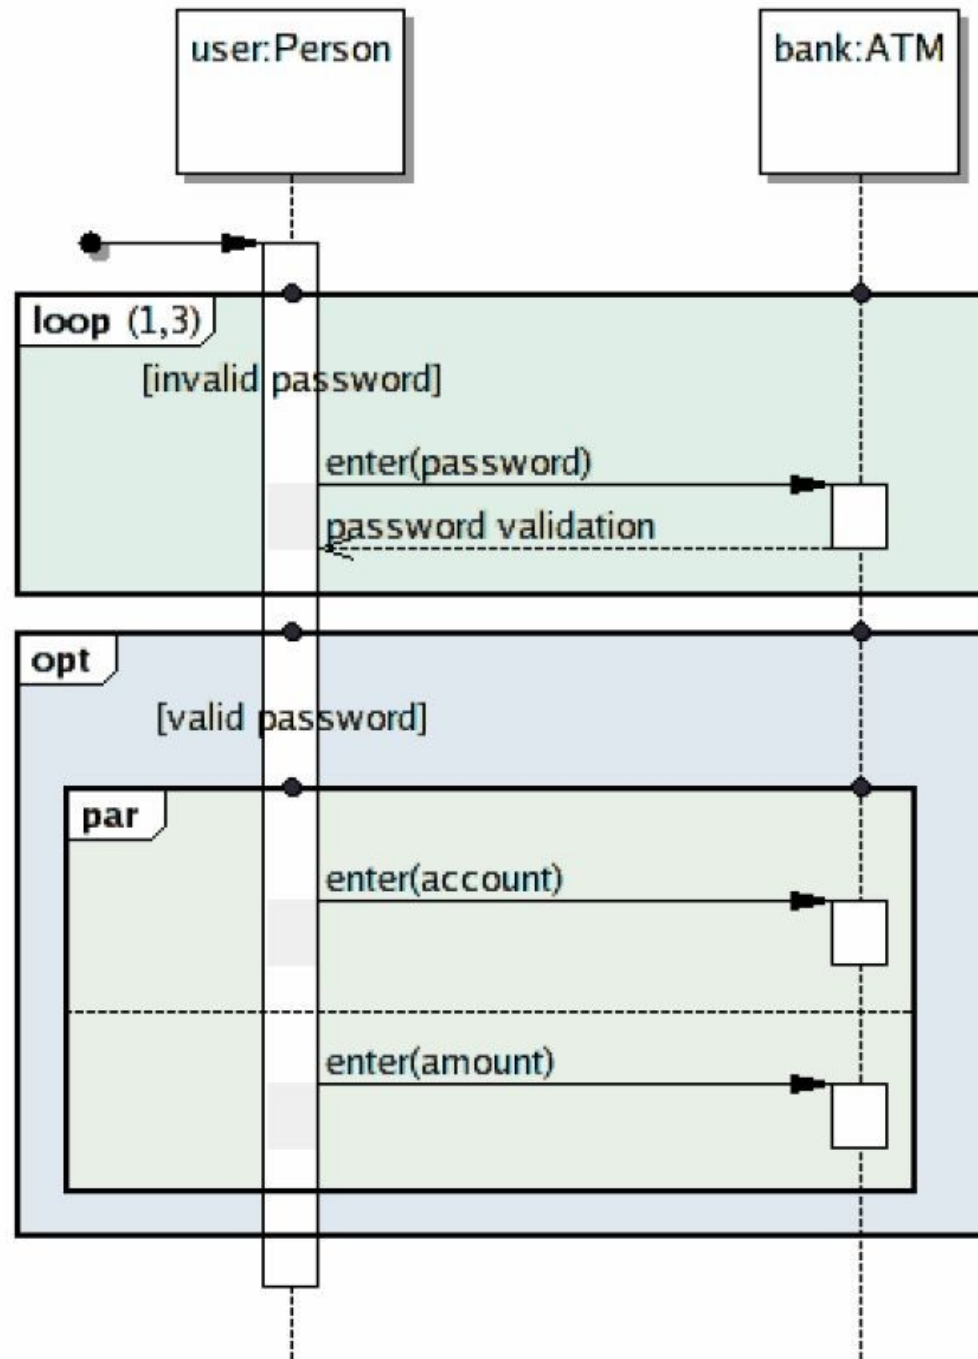 user:Person
bank:ATM
loop (1,3)
[invalid password]
enter(password)
password validation
opt
[valid password]
par
enter(account)
enter(amount)